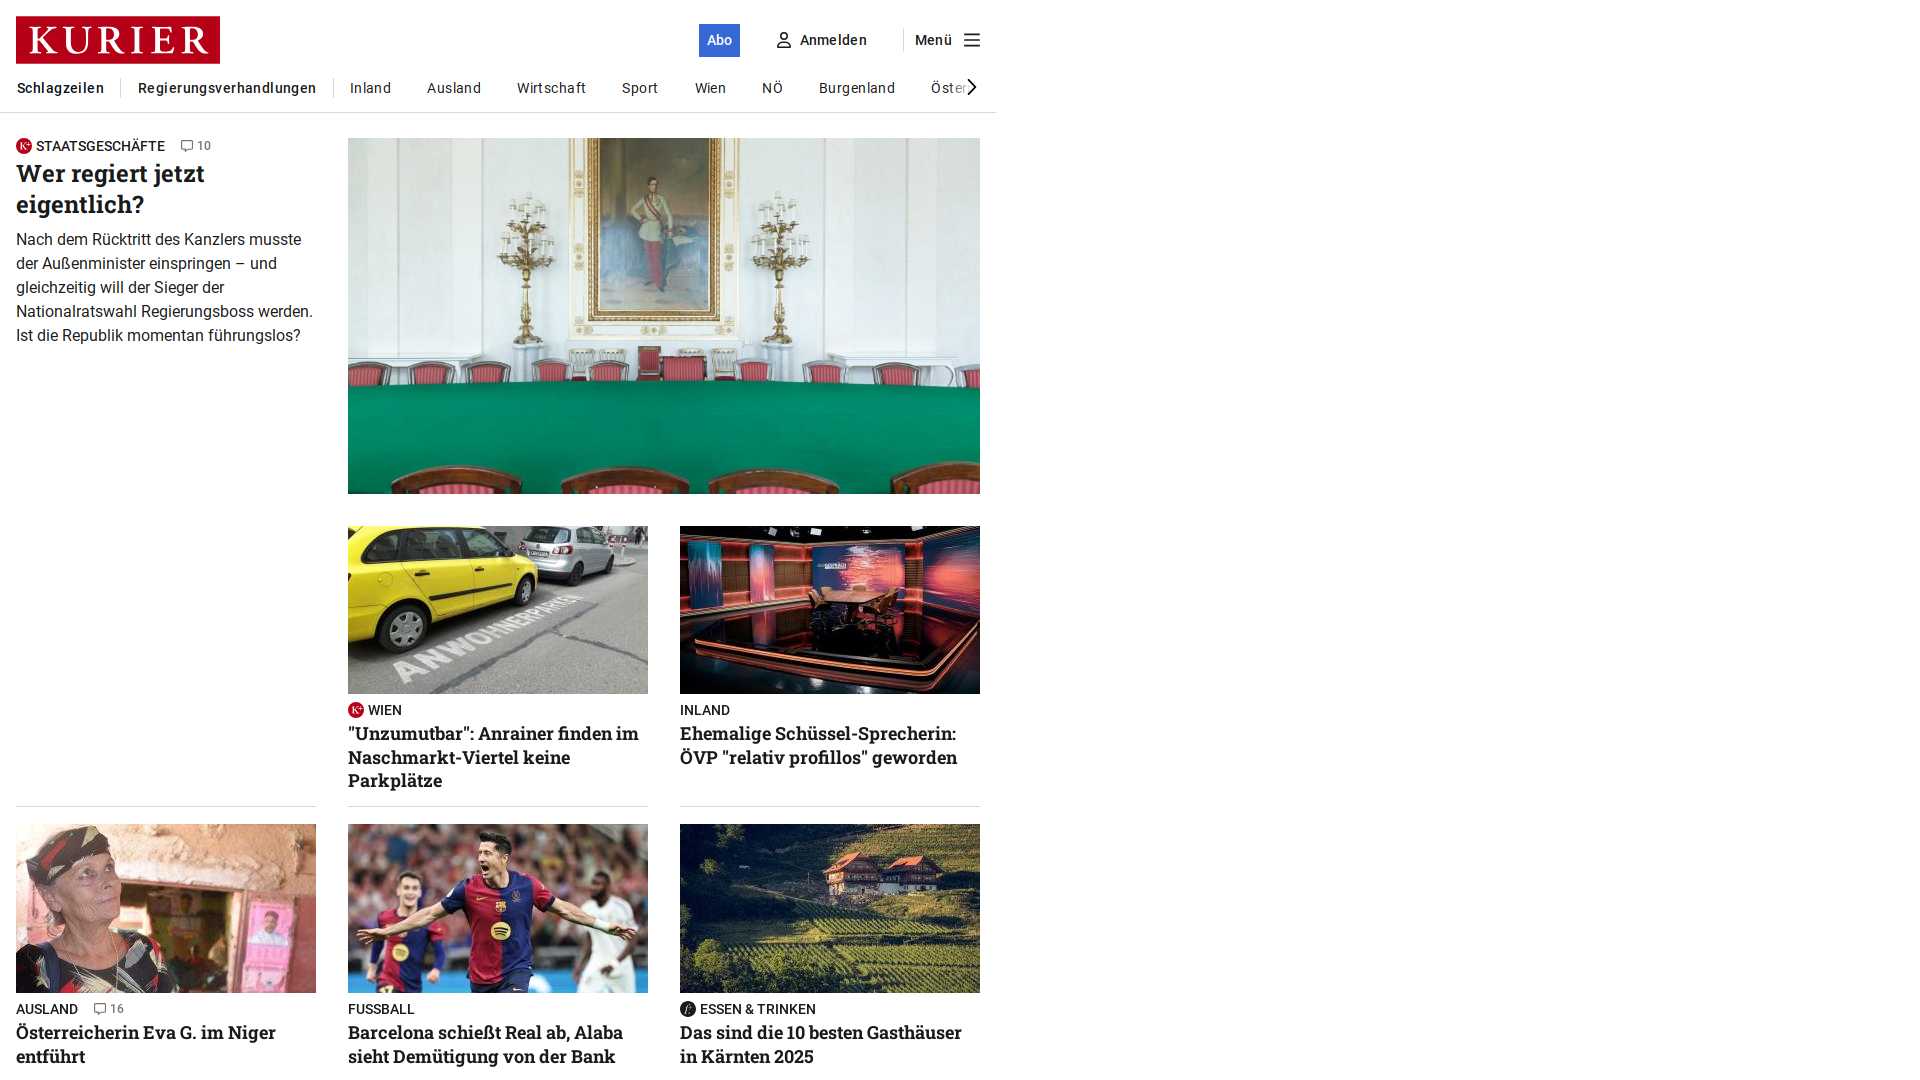 KURIER
Abo
Anmelden
Menü
Schlagzeilen
Regierungsverhandlungen
Inland
Ausland
Wirtschaft
Sport
Wien
NÖ
Burgenland
STAATSGESCHÄFTE
10
Wer regiert jetzt
eigentlich?
Nach dem Rücktritt des Kanzlers musste
der Außenminister einspringen – und
gleichzeitig will der Sieger der
Nationalratswahl Regierungsboss werden.
Ist die Republik momentan führungslos?
ANWOHNERPARKEN
K+ WIEN
"Unzumutbar": Anrainer finden im
Naschmarkt-Viertel keine
Parkplätze
INLAND
Ehemalige Schüssel-Sprecherin:
ÖVP "relativ profillos" geworden
AUSLAND
16
Österreicherin Eva G. im Niger
entführt
FUSSBALL
Barcelona schießt Real ab, Alaba
sieht Demütigung von der Bank
ESSEN & TRINKEN
Das sind die 10 besten Gasthäuser
in Kärnten 2025